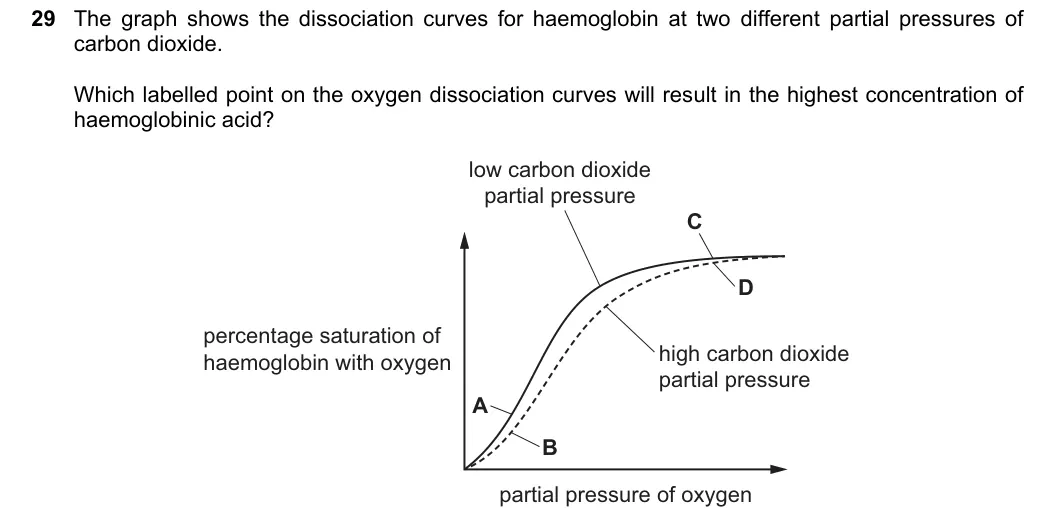 29 The graph shows the dissociation curves for haemoglobin at two different partial pressures of
carbon dioxide.
Which labelled point on the oxygen dissociation curves will result in the highest concentration of
haemoglobinic acid?
low carbon dioxide
partial pressure
C
D
percentage saturation of
haemoglobin with oxygen
high carbon dioxide
partial pressure
A
B
partial pressure of oxygen